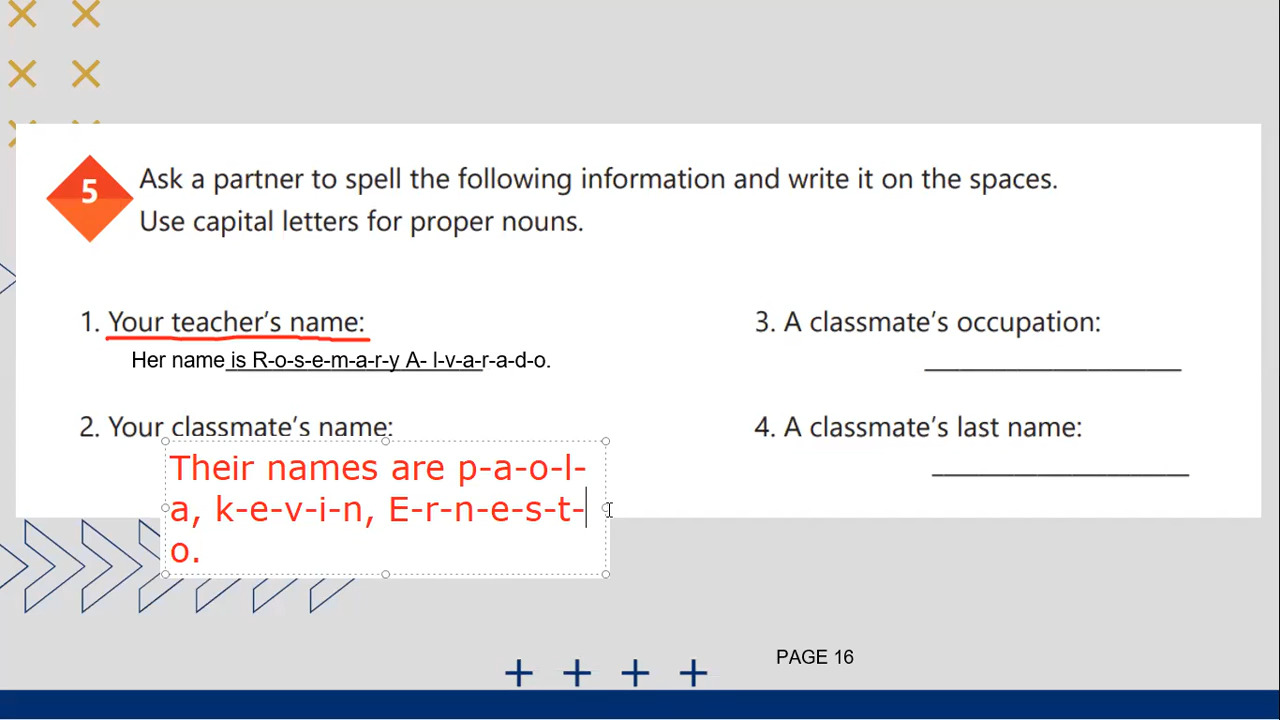 5
Ask a partner to spell the following information and write it on the spaces.
Use capital letters for proper nouns.
1. Your teacher's name:
Her name is R-o-s-e-m-a-r-y A- l-v-a-r-a-d-o.
2. Your classmate's name:
Their names are p-a-o-l-
a, k-e-v-i-n, E-r-n-e-s-t-
o.
3. A classmate's occupation:
4. A classmate's last name:
PAGE 16